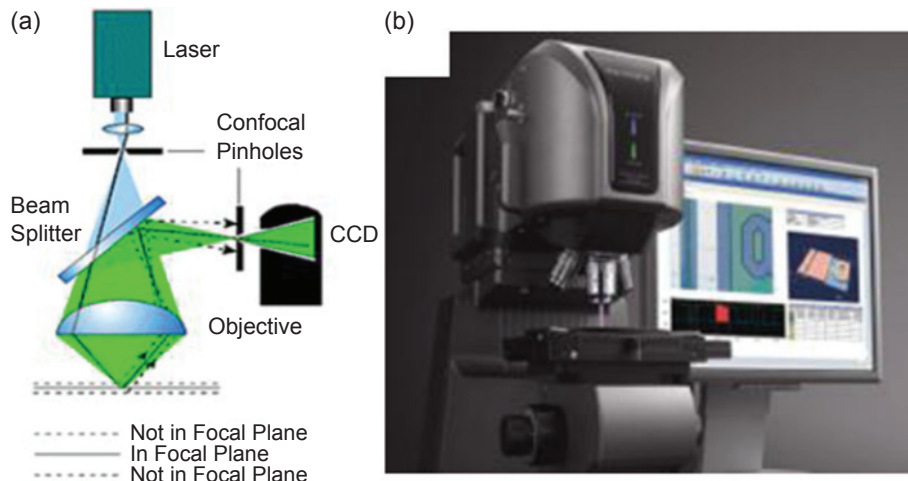 (a)
Laser
Confocal
Pinholes
Beam
Splitter
CCD
Objective
Not in Focal Plane
In Focal Plane
Not in Focal Plane
(b)